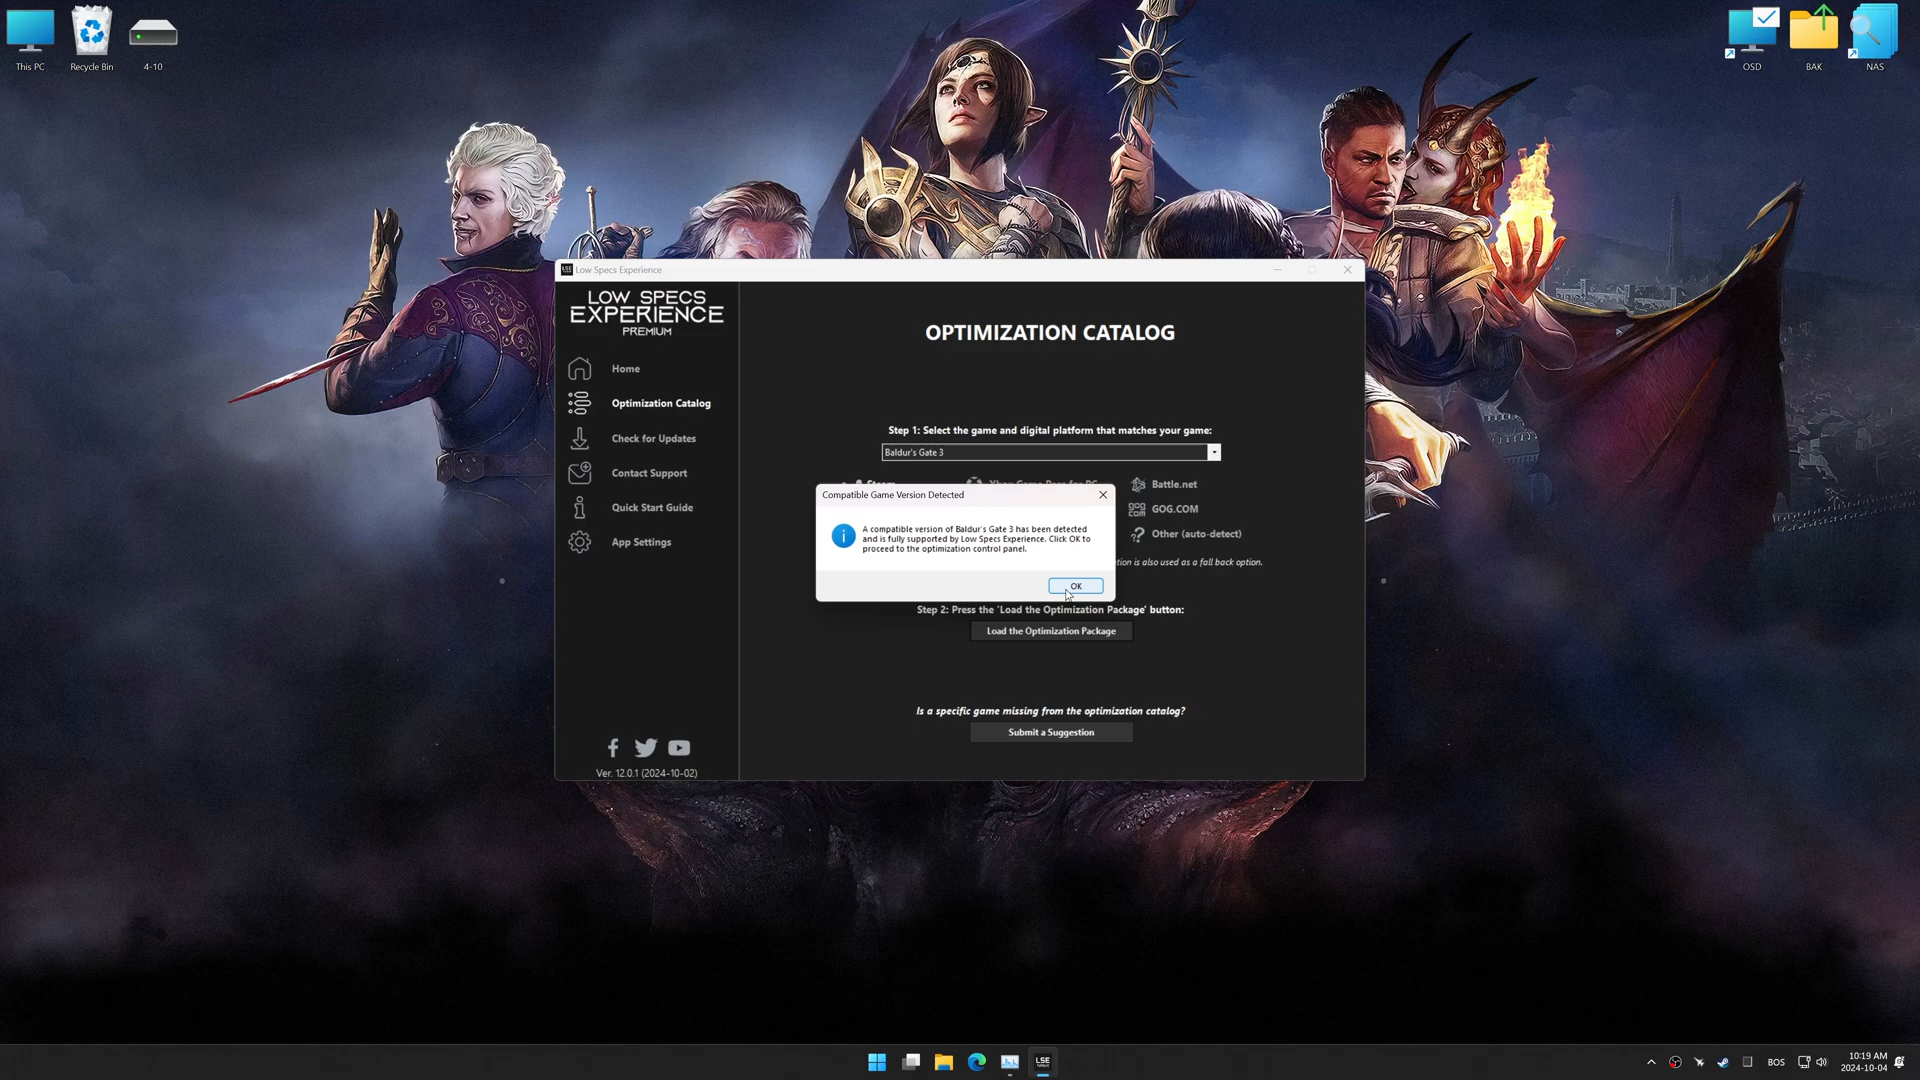 This PC
Recycle Bin
4-10
OSD
BAK
NAS
LSE
Low Specs Experience
LOW SPECS
EXPERIENCE
PREMIUM
Home
Optimization Catalog
Check for Updates
Contact Support
Quick Start Guide
App Settings
Ver. 12.0.1 (2024-10-02)
OPTIMIZATION CATALOG
Step 1: Select the game and digital platform that matches your game:
Baldur's Gate 3
Battle.net
GOG.COM
Other (auto-detect)
tion is also used as a fall back option.
Compatible Game Version Detected
A compatible version of Baldur's Gate 3 has been detected
and is fully supported by Low Specs Experience. Click OK to
proceed to the optimization control panel.
OK
Step 2: Press the 'Load the Optimization Package' button:
Load the Optimization Package
Is a specific game missing from the optimization catalog?
Submit a Suggestion
LSE
BOS
10:19 AM
2024-10-04